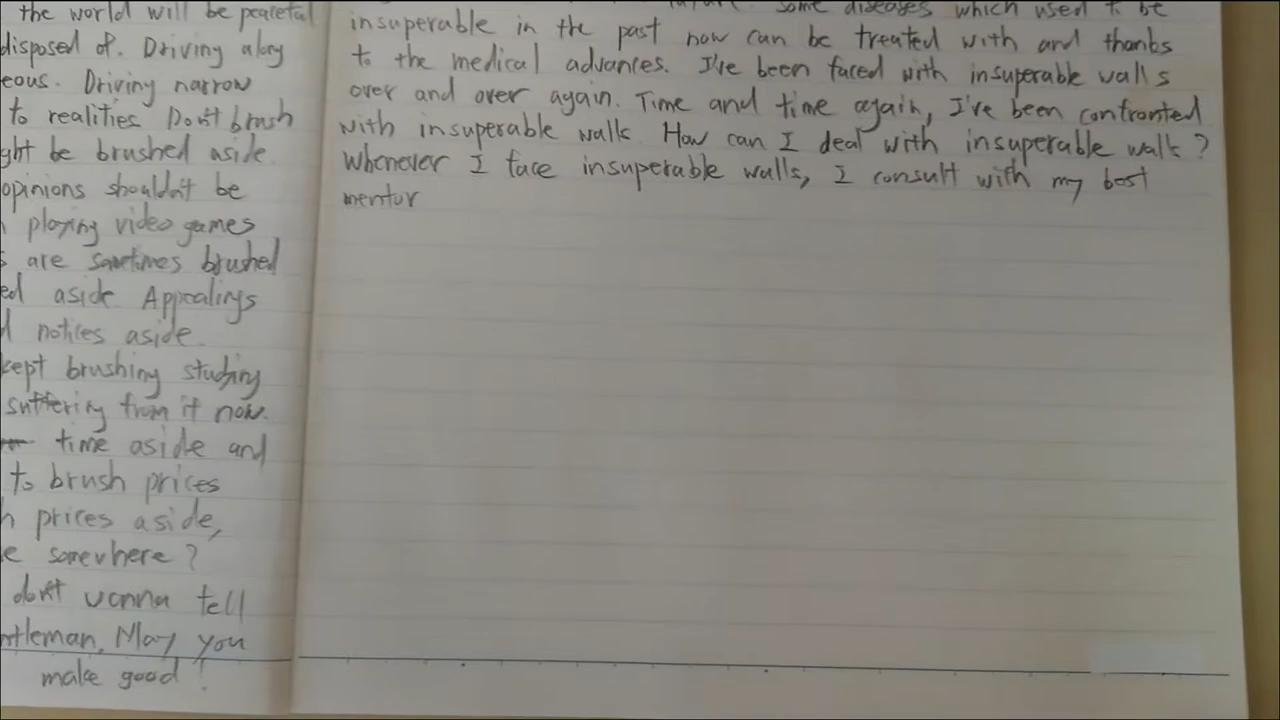 the world will be peaceful
disposed of. Driving along
eous. Driving narrow
to realities Don't brush
ght be brushed aside
opinions shouldn't be
playing video games
s are sometimes brushed
ed aside Appealings
d notices aside.
kept brushing studying
suffering from it now.
time aside and
to brush prices
h prices aside,
e somewhere?
don't wanna tell
ntleman, May you
make good!
some diseases which used to be
insuperable in the past now can be treated with and thanks
to the medical advances. I've been faced with insuperable walls
over and over again. Time and time again, I've been confronted
with insuperable walls. How can I deal with insuperable walls?
Whenever I face insuperable walls, I consult with my best
mentor